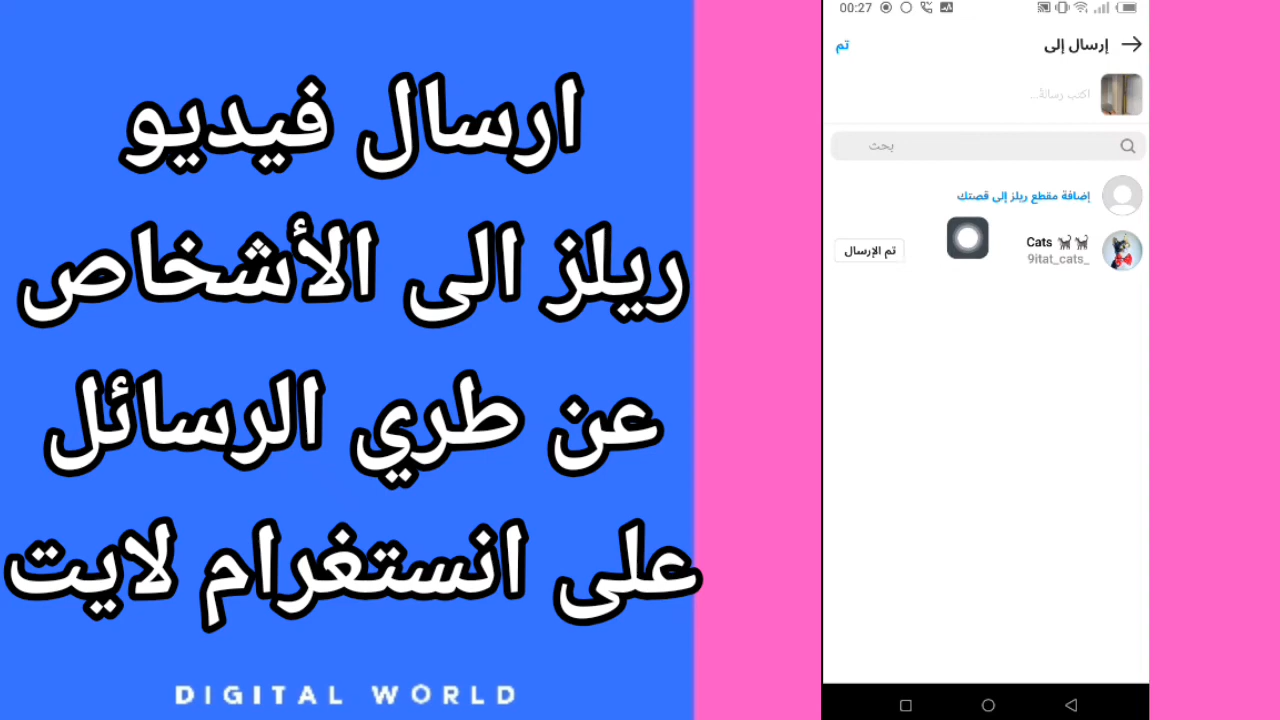 ارسال فيديو
ريلز الى الأشخاص
عن طري الرسائل
على انستغرام لايت
DIGITAL WORLD
00:27
إرسال إلى
تم
اكتب رسالةً...
بحث
إضافة مقطع ريلز إلى قصتك
Cats 🐈‍⬛🐈‍⬛
9itat_cats_
تم الإرسال